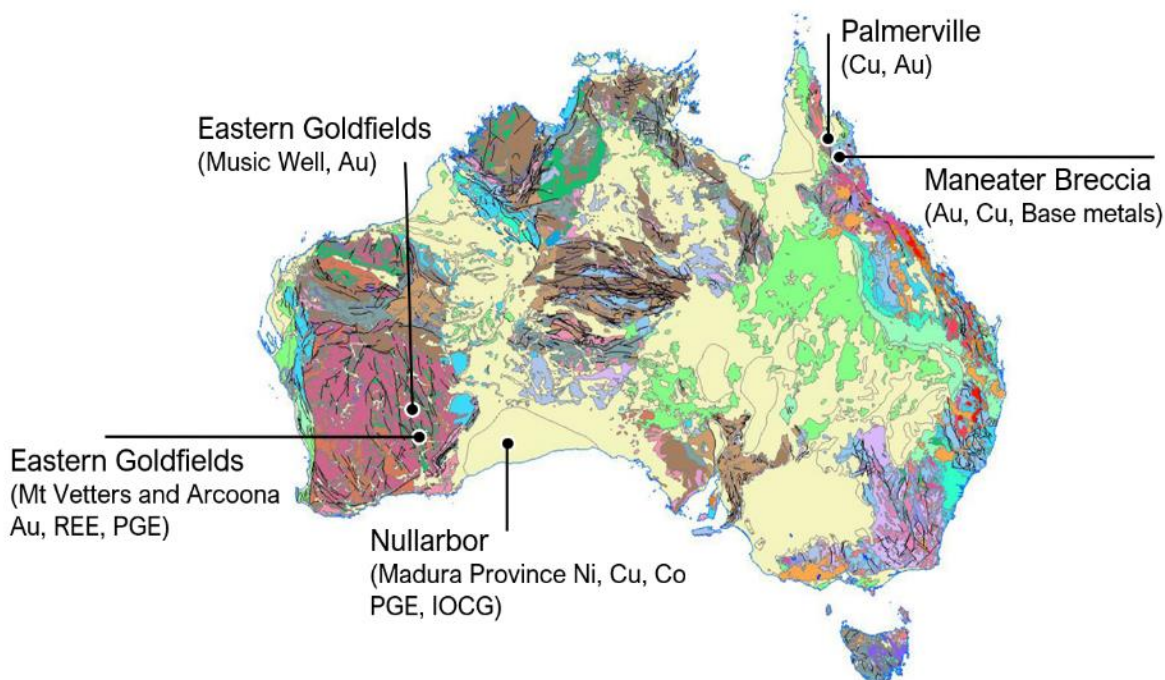 Palmerville
(Cu, Au)
Eastern Goldfields
(Music Well, Au)
Maneater Breccia
(Au, Cu, Base metals)
Eastern Goldfields
(Mt Vetters and Arcoona
Au, REE, PGE)
Nullarbor
(Madura Province Ni, Cu, Co
PGE, IOCG)